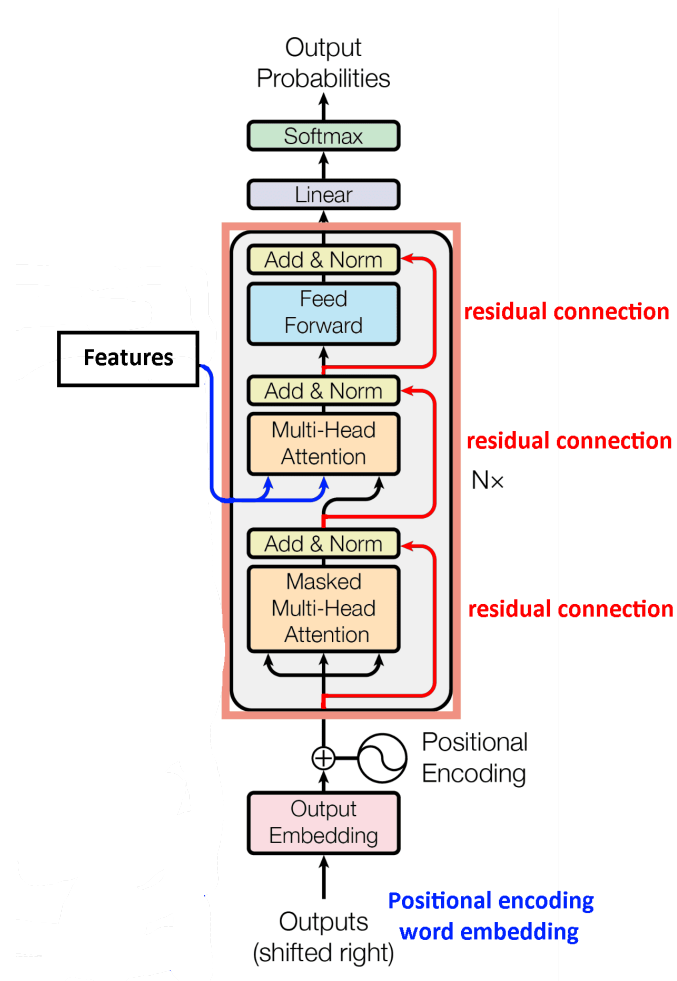 Output
Probabilities
Softmax
Linear
Add & Norm
Feed
Forward
residual connection
Features
Add & Norm
Multi-Head
Attention
residual connection
N×
Add & Norm
Masked
Multi-Head
Attention
residual connection
Positional
Encoding
Output
Embedding
Outputs
(shifted right)
Positional encoding
word embedding